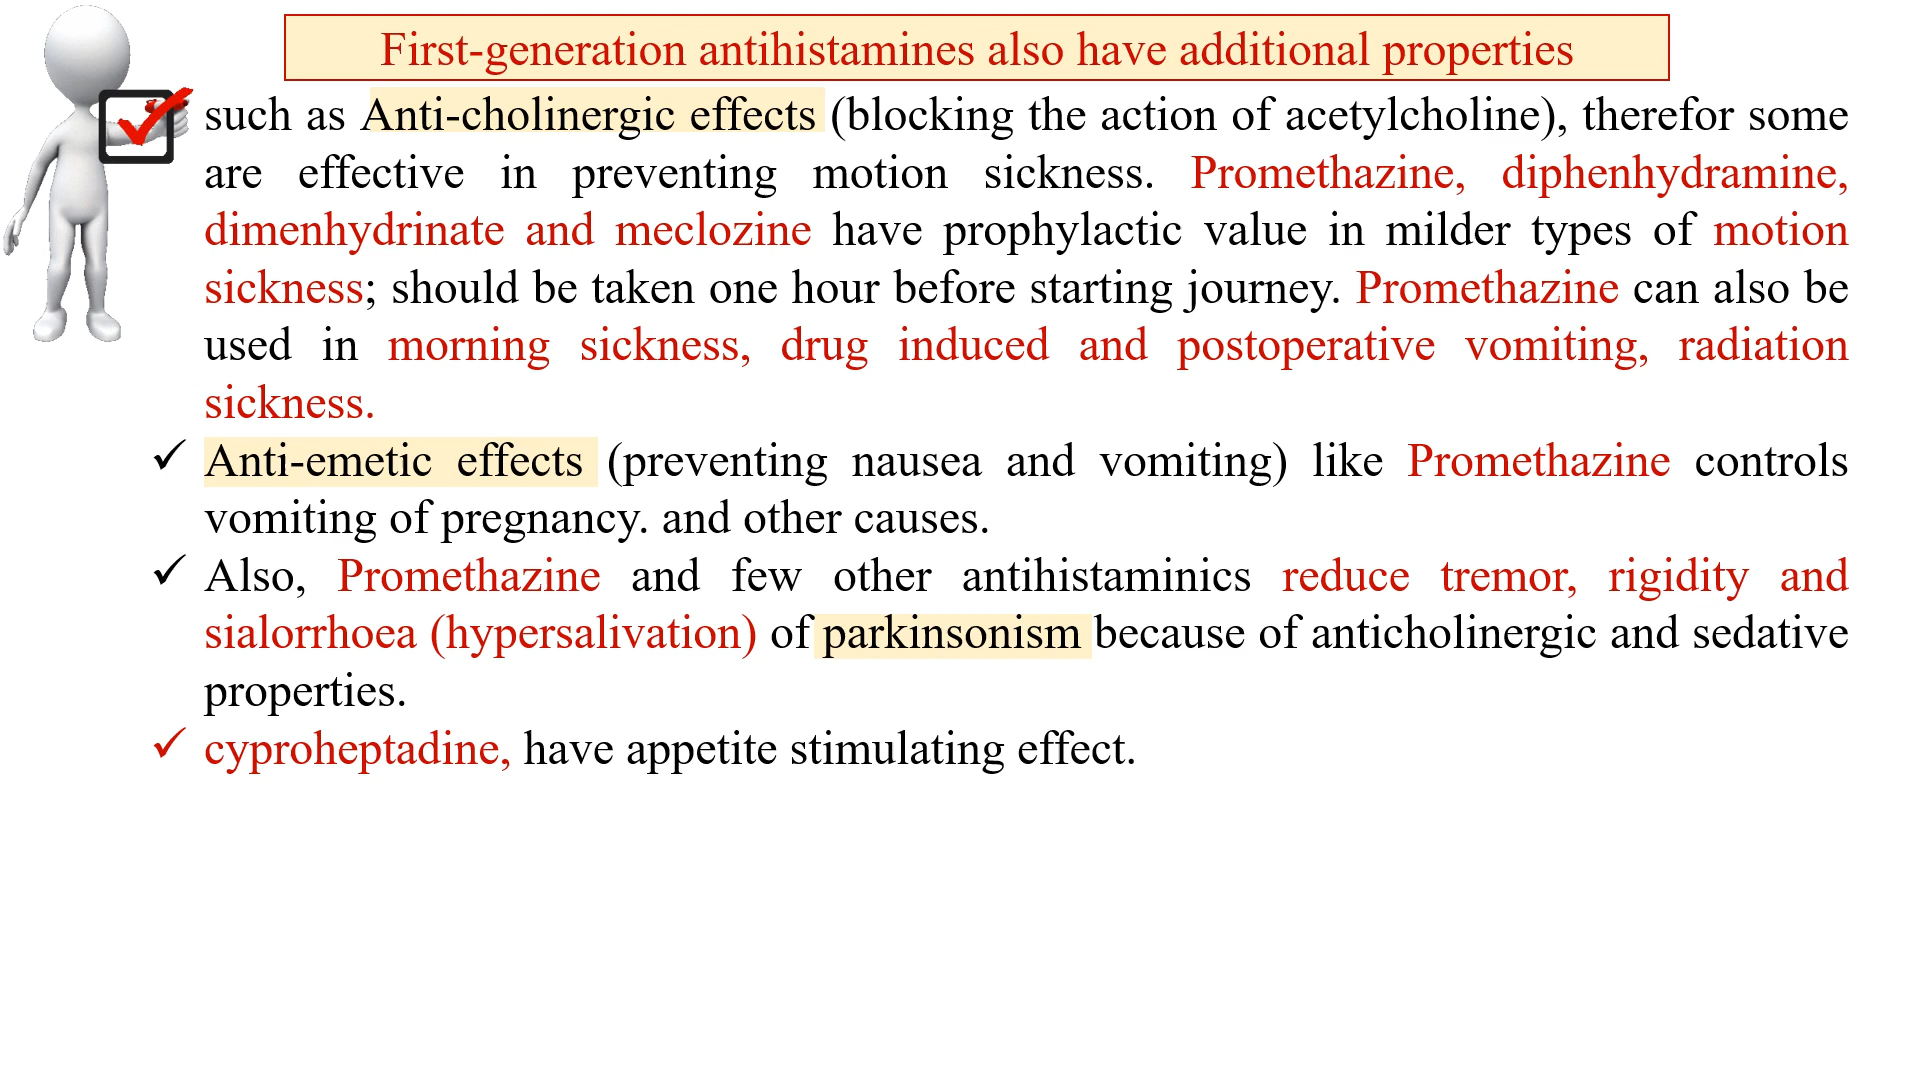 First-generation antihistamines also have additional properties
such as Anti-cholinergic effects (blocking the action of acetylcholine), therefor some
are effective in preventing motion sickness. Promethazine, diphenhydramine,
dimenhydrinate and meclozine have prophylactic value in milder types of motion
sickness; should be taken one hour before starting journey. Promethazine can also be
used in morning sickness, drug induced and postoperative vomiting, radiation
sickness.
✓ Anti-emetic effects (preventing nausea and vomiting) like Promethazine controls
vomiting of pregnancy. and other causes.
✓ Also, Promethazine and few other antihistaminics reduce tremor, rigidity and
sialorrhoea (hypersalivation) of parkinsonism because of anticholinergic and sedative
properties.
✓ cyproheptadine, have appetite stimulating effect.